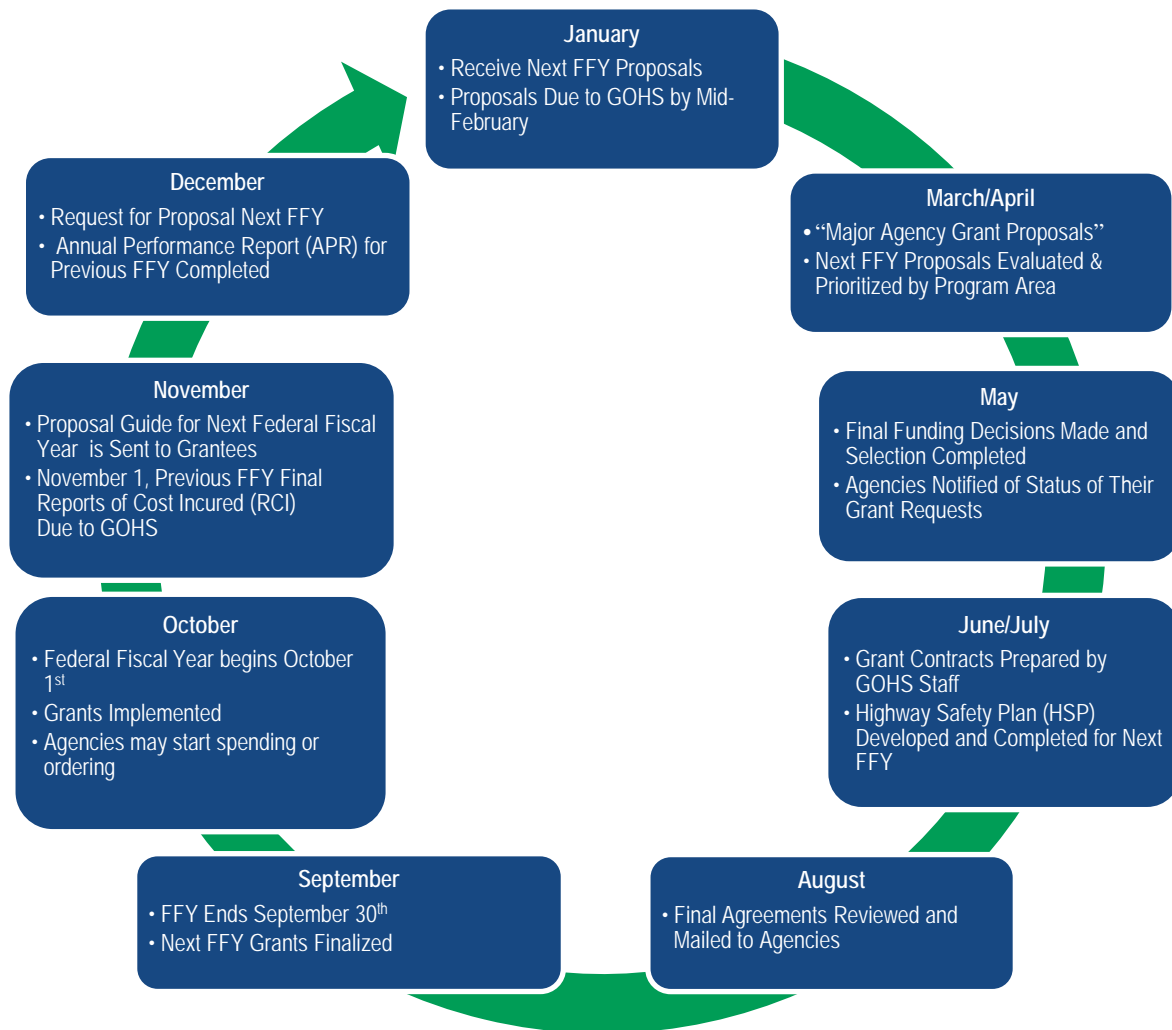 January
• Receive Next FFY Proposals
• Proposals Due to GOHS by Mid-
February
March/April
• “Major Agency Grant Proposals”
• Next FFY Proposals Evaluated &
Prioritized by Program Area
May
• Final Funding Decisions Made and
Selection Completed
• Agencies Notified of Status of Their
Grant Requests
June/July
• Grant Contracts Prepared by
GOHS Staff
• Highway Safety Plan (HSP)
Developed and Completed for Next
FFY
August
• Final Agreements Reviewed and
Mailed to Agencies
September
• FFY Ends September 30th
• Next FFY Grants Finalized
October
• Federal Fiscal Year begins October
1st
• Grants Implemented
• Agencies may start spending or
ordering
November
• Proposal Guide for Next Federal Fiscal
Year is Sent to Grantees
• November 1, Previous FFY Final
Reports of Cost Incured (RCI)
Due to GOHS
December
• Request for Proposal Next FFY
• Annual Performance Report (APR) for
Previous FFY Completed